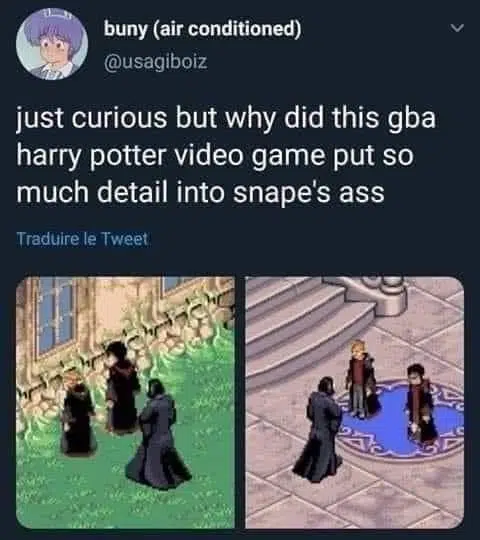 buny (air conditioned)
@usagiboiz
just curious but why did this gba
harry potter video game put so
much detail into snape's ass
Traduire le Tweet